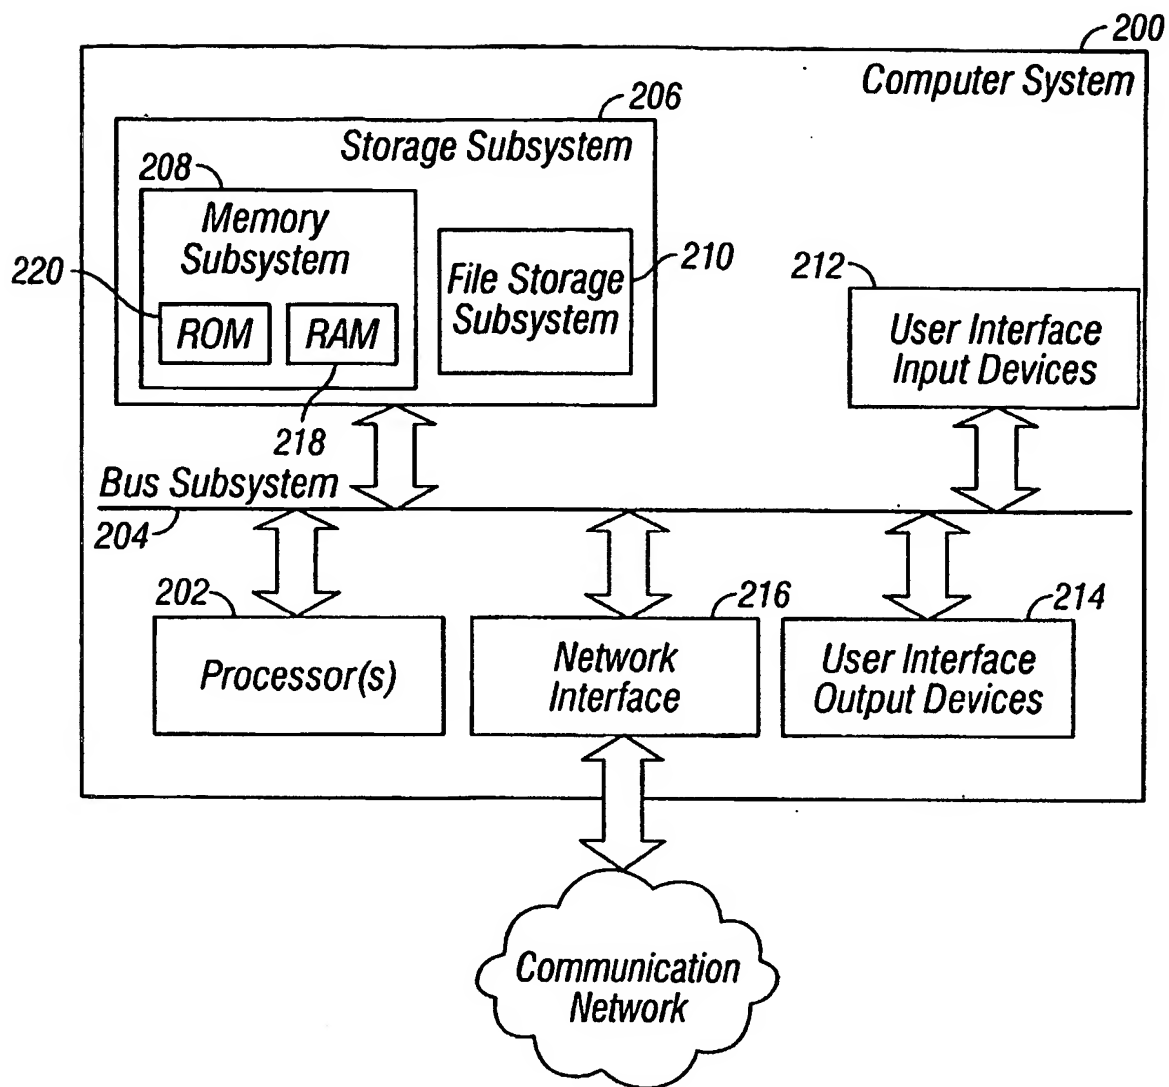 200
Computer System
206
Storage Subsystem
208
Memory
Subsystem
220
ROM
RAM
218
File Storage
Subsystem
210
212
User Interface
Input Devices
Bus Subsystem
204
202
Processor(s)
216
Network
Interface
214
User Interface
Output Devices
Communication
Network